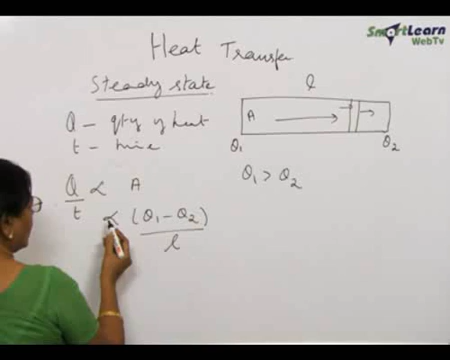 SmartLearn
WebTv
Heat Transfer
Steady state
Q - qty of heat
t - time
l
A
θ₁ θ₂
θ₁ > θ₂
Q/t ∝ A
∝ (θ₁ - θ₂)/l